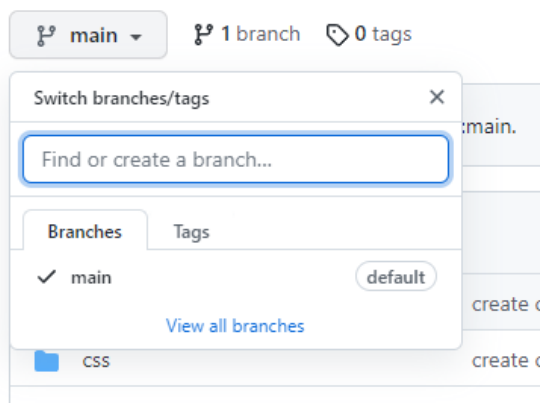 main 1 branch 0 tags
Switch branches/tags
:main.
Find or create a branch...
Branches Tags
main default
create
View all branches
css create